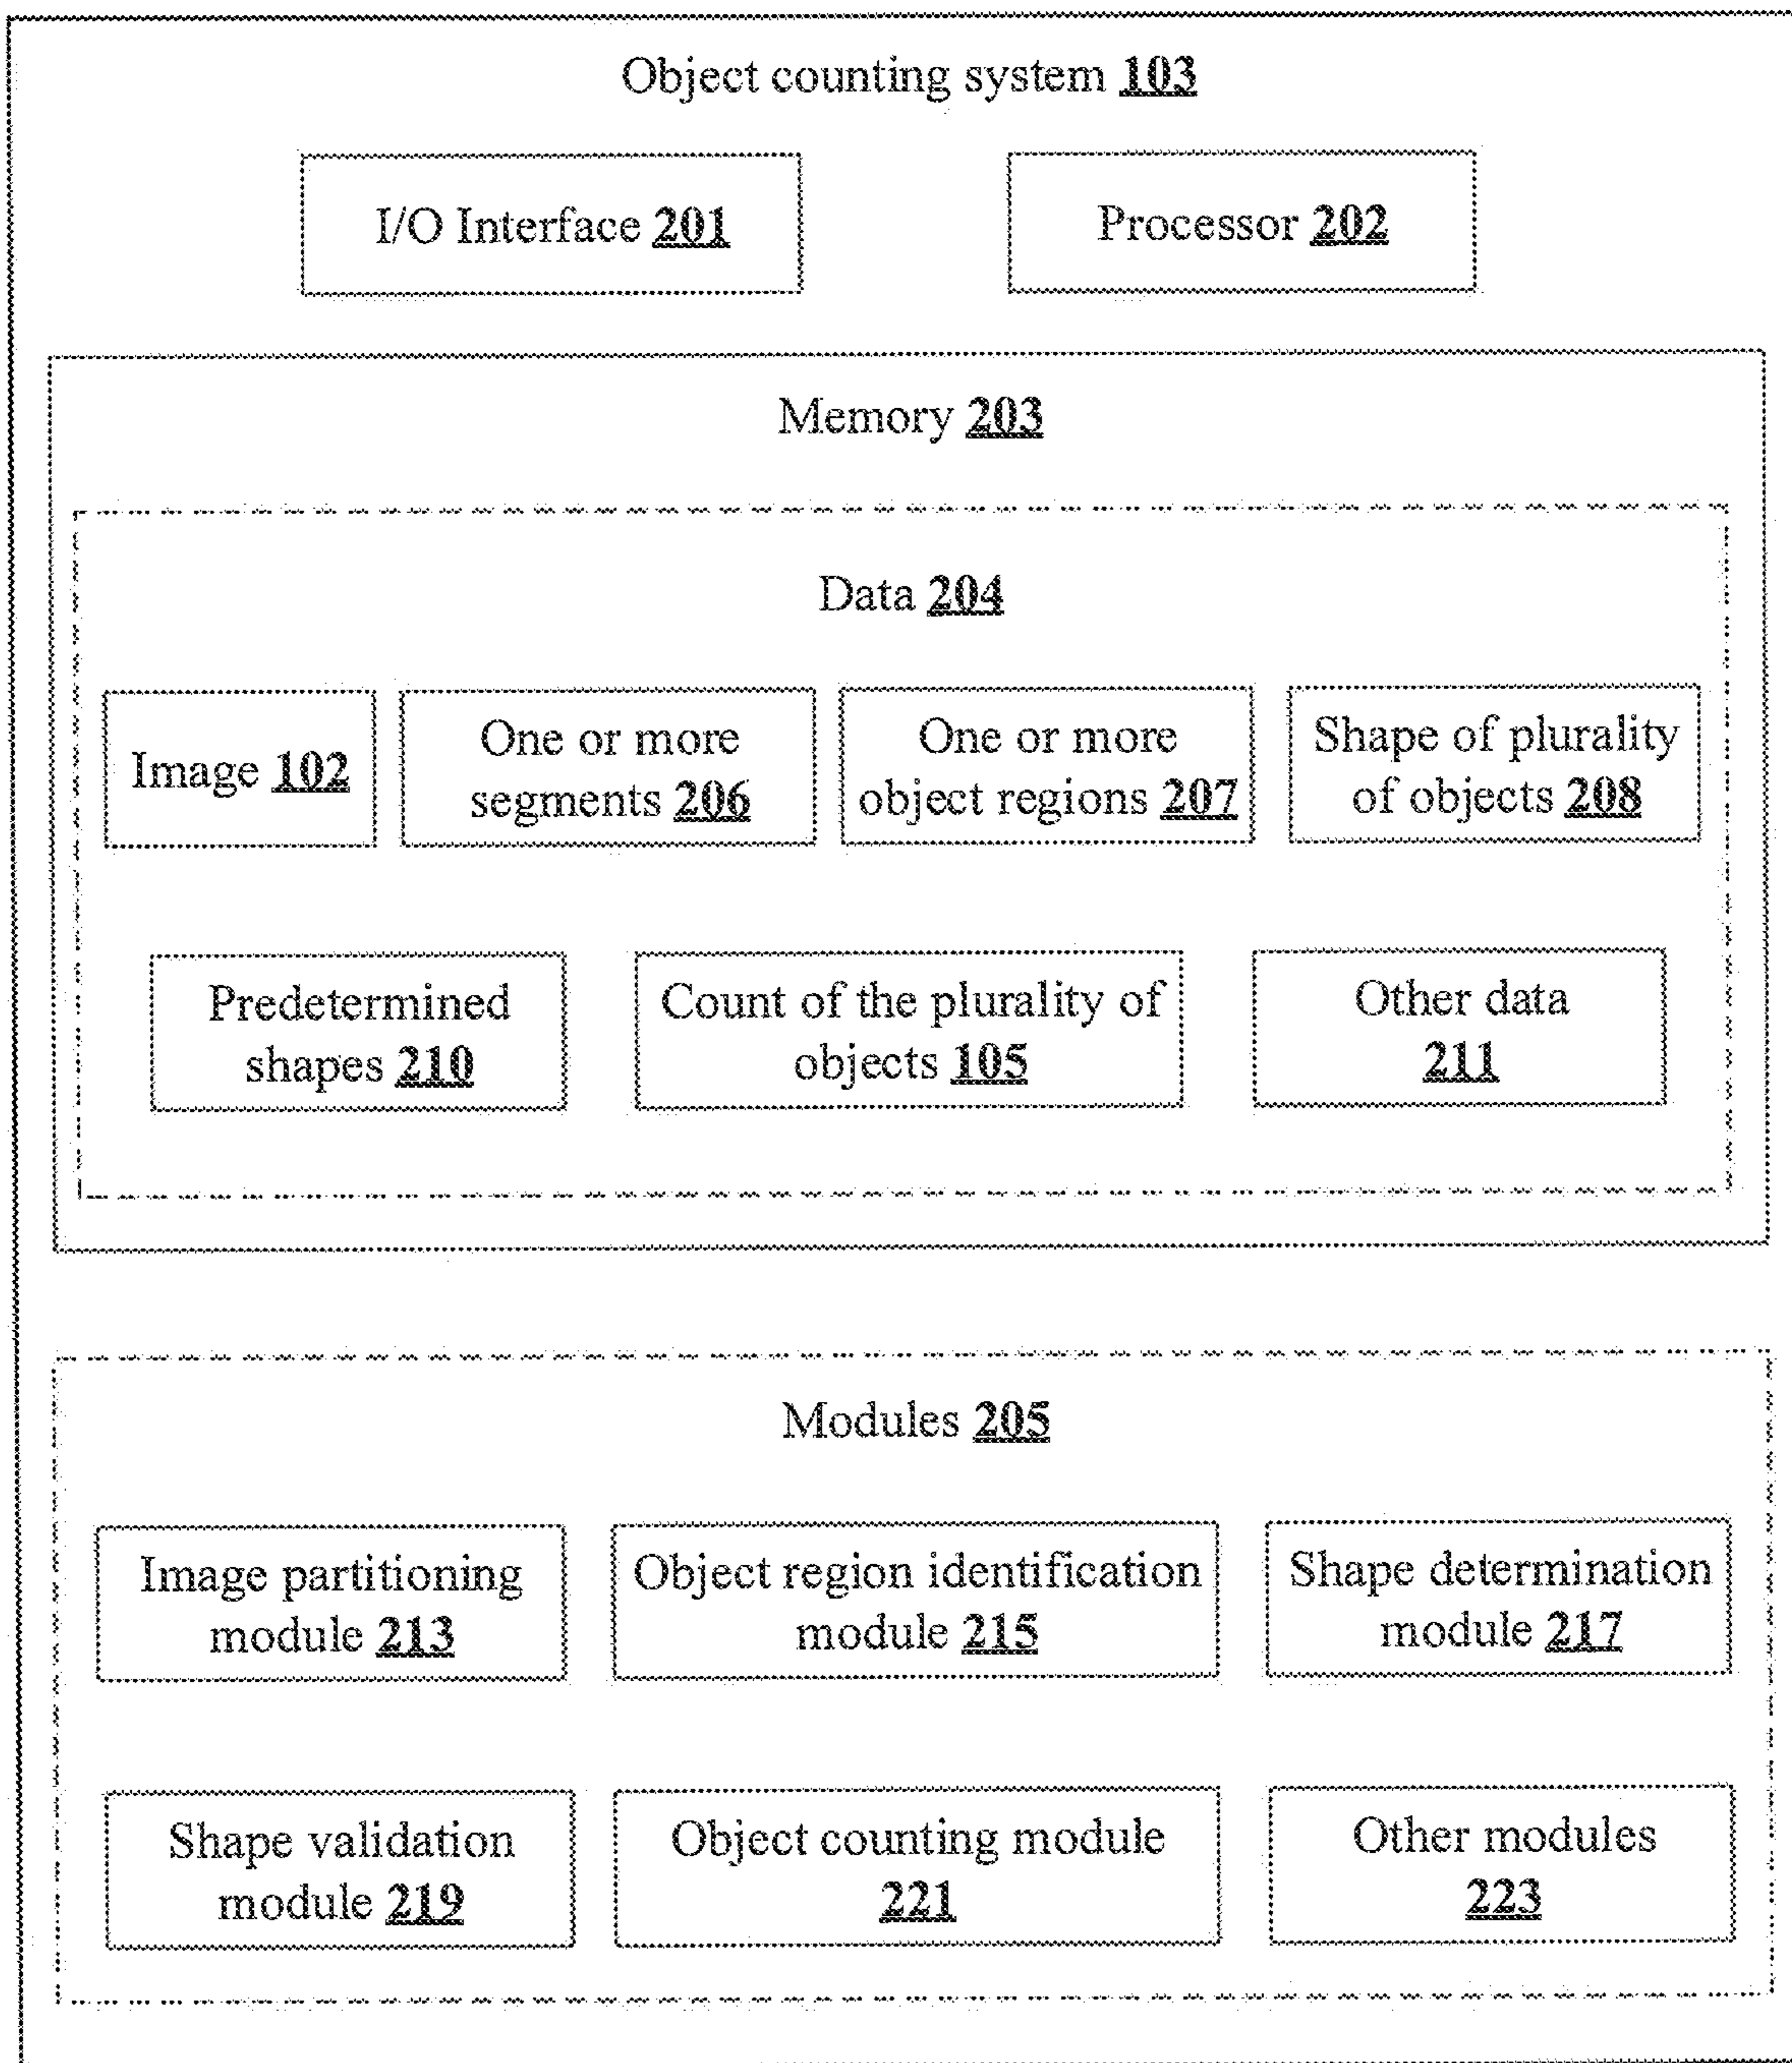 Object counting system 103
I/O Interface 201
Processor 202
Memory 203
Data 204
Image 102
One or more
segments 206
One or more
object regions 207
Shape of plurality
of objects 208
Predetermined
shapes 210
Count of the plurality of
objects 105
Other data
211
Modules 205
Image partitioning
module 213
Object region identification
module 215
Shape determination
module 217
Shape validation
module 219
Object counting module
221
Other modules
223